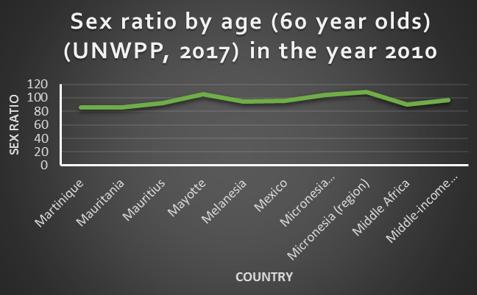 Sex ratio by age (60 year olds)
(UNWPP, 2017) in the year 2010
SEX RATIO
120
100
80
60
40
20
0
Martinique
Mauritania
Mauritius
Mayotte
Melanesia
Mexico
Micronesia...
Micronesia (region)
Middle Africa
Middle-income...
COUNTRY